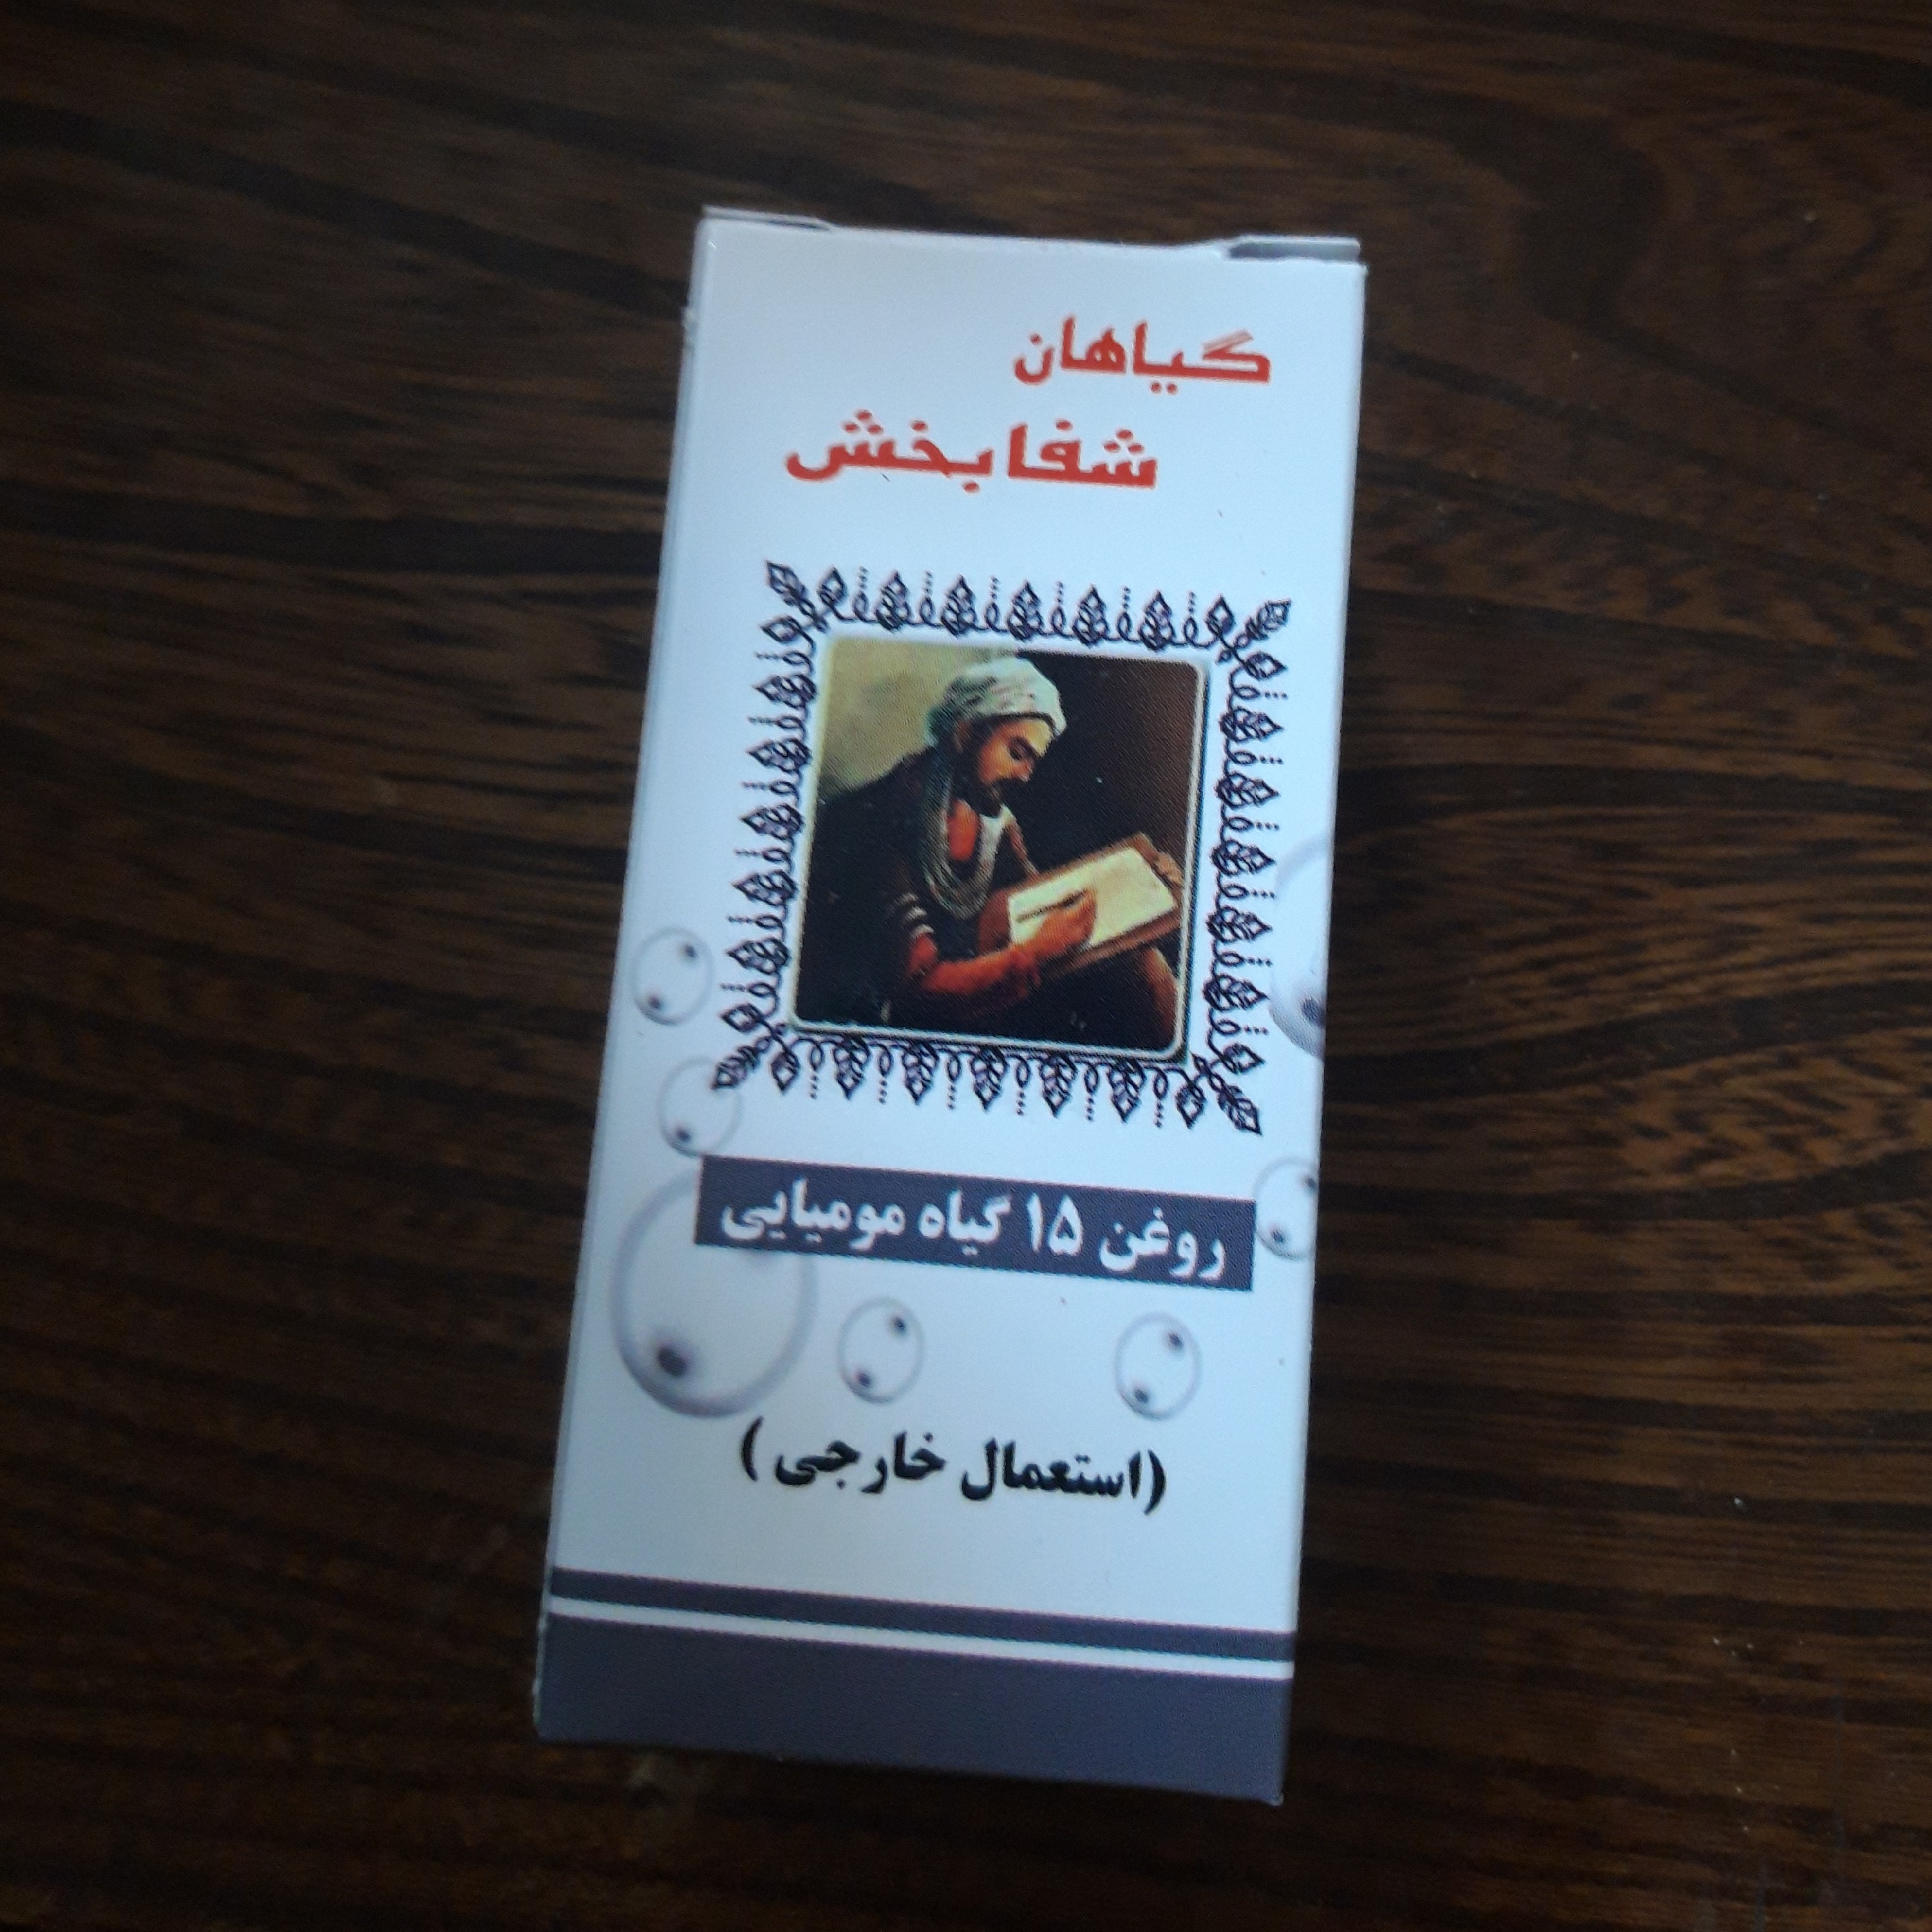 گیاهان
شفابخش
روغن ۱۵ گیاه مومیایی
(استعمال خارجی)